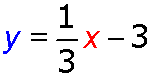 y = 1/3 x − 3